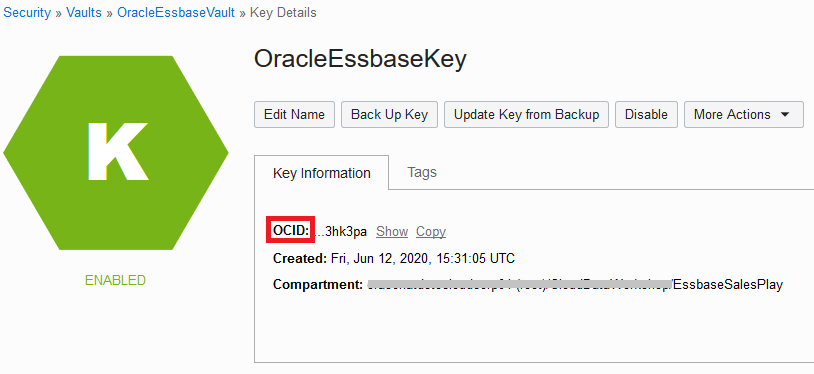 Security » Vaults » OracleEssbaseVault » Key Details
OracleEssbaseKey
K
Edit Name Back Up Key Update Key from Backup Disable More Actions
Key Information Tags
OCID: ...3hk3pa Show Copy
Created: Fri, Jun 12, 2020, 15:31:05 UTC
Compartment: /EssbaseSalesPlay
ENABLED